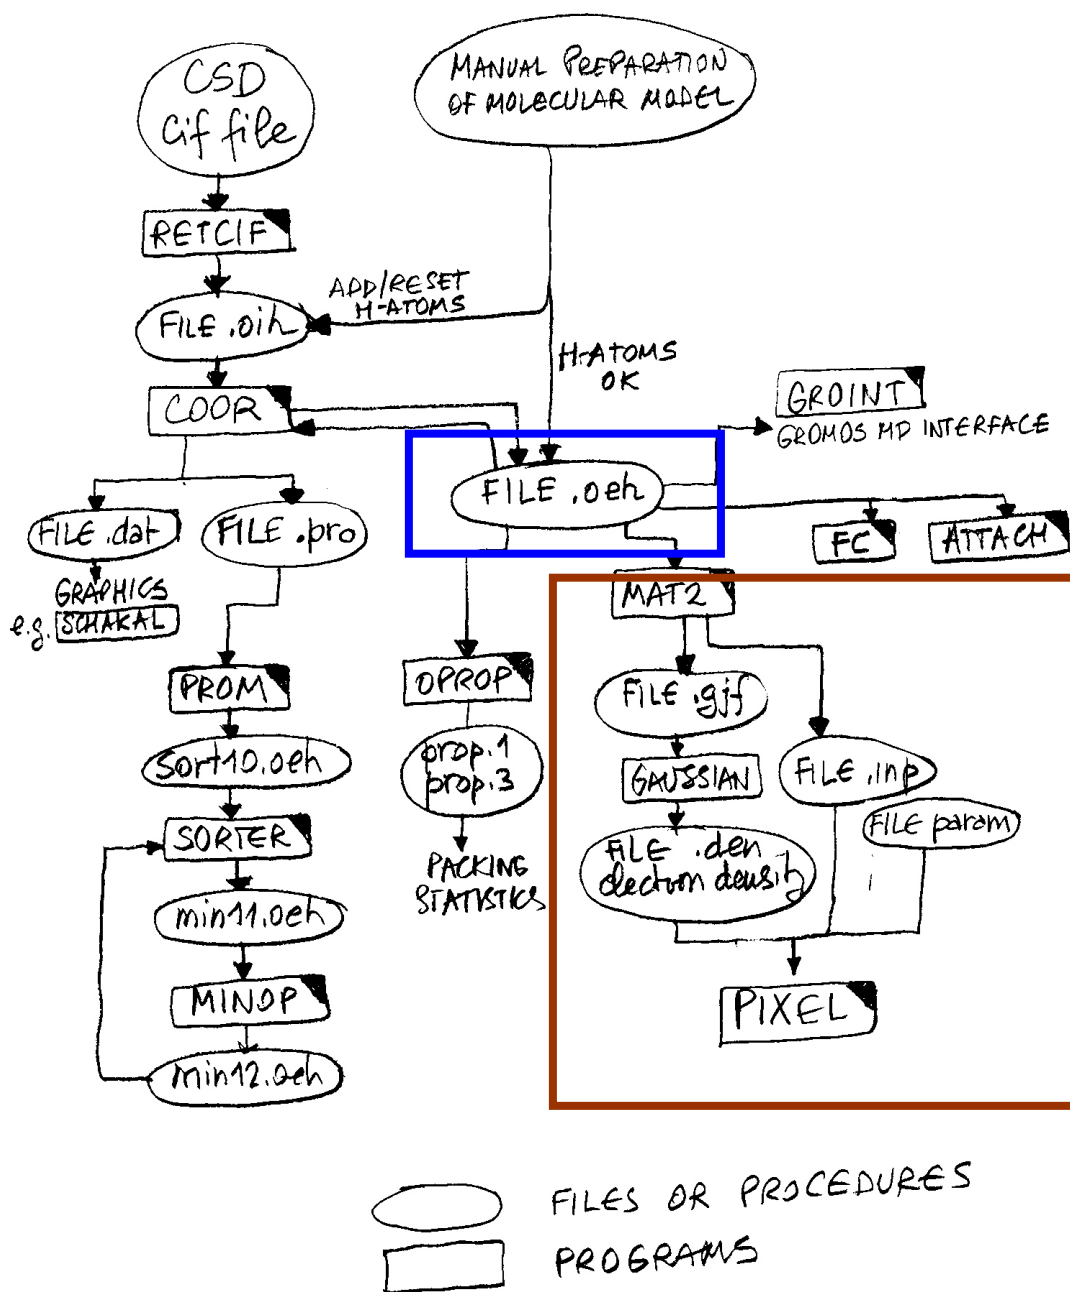 CSD
Cif file
MANUAL PREPARATION
OF MOLECULAR MODEL
RETCIF
ADD/RESET
H-ATOMS
FILE .oih
H-ATOMS
OK
COOR
GROINT
GROMOS MD INTERFACE
FILE .oeh
FILE .dat
FILE .pro
FC
ATTACH
GRAPHICS
e.g. SCHAKAL
MAT2
PROM
OPROP
FILE .gjf
sort10.oeh
prop.1
prop.3
GAUSSIAN
FILE .inp
FILE param
SORTER
PACKING
STATISTICS
FILE .den
electron density
min11.oeh
MINOP
PIXEL
min12.oeh
FILES OR PROCEDURES
PROGRAMS